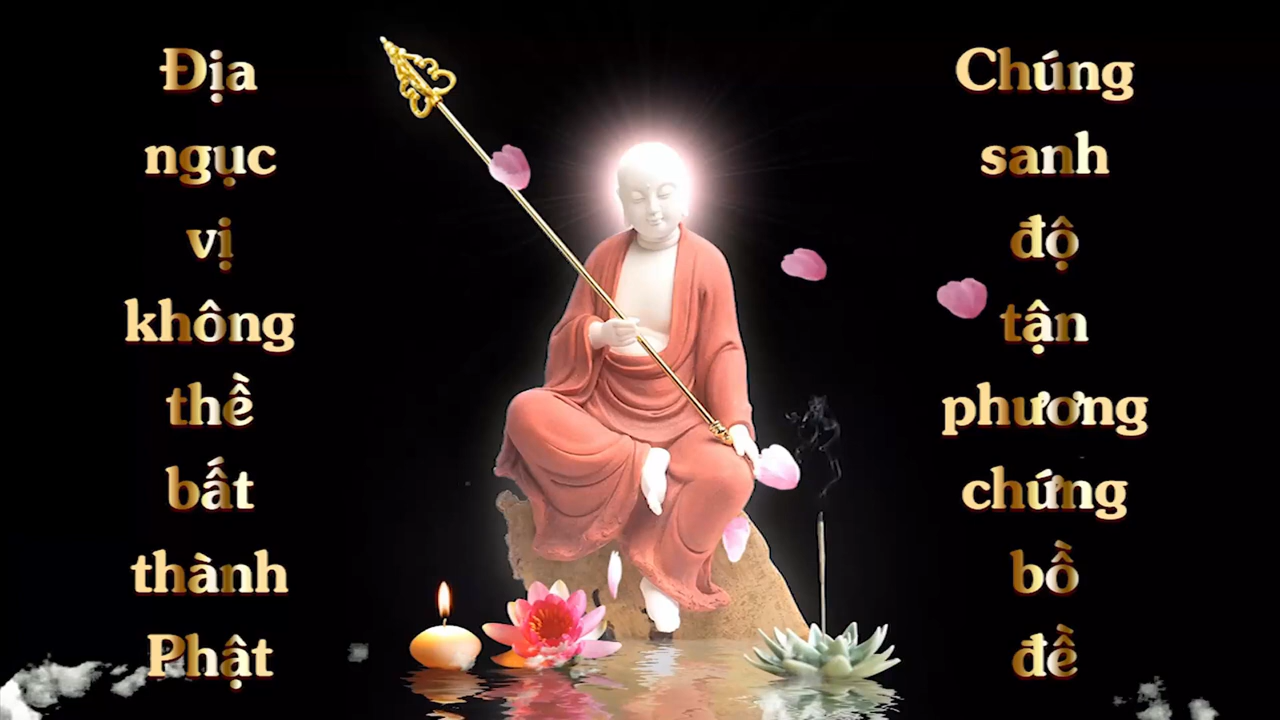 Địa
ngục
vị
không
thề
bất
thành
Phật
Chúng
sanh
độ
tận
phương
chứng
bồ
đề